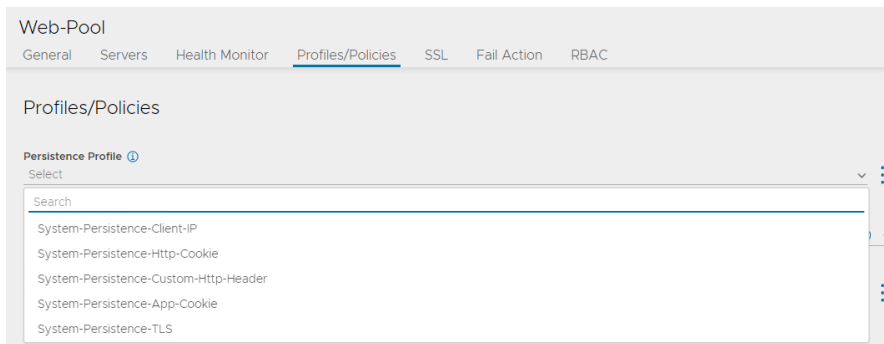 Web-Pool
General Servers Health Monitor Profiles/Policies SSL Fail Action RBAC
Profiles/Policies
Persistence Profile
Select
Search
System-Persistence-Client-IP
System-Persistence-Http-Cookie
System-Persistence-Custom-Http-Header
System-Persistence-App-Cookie
System-Persistence-TLS